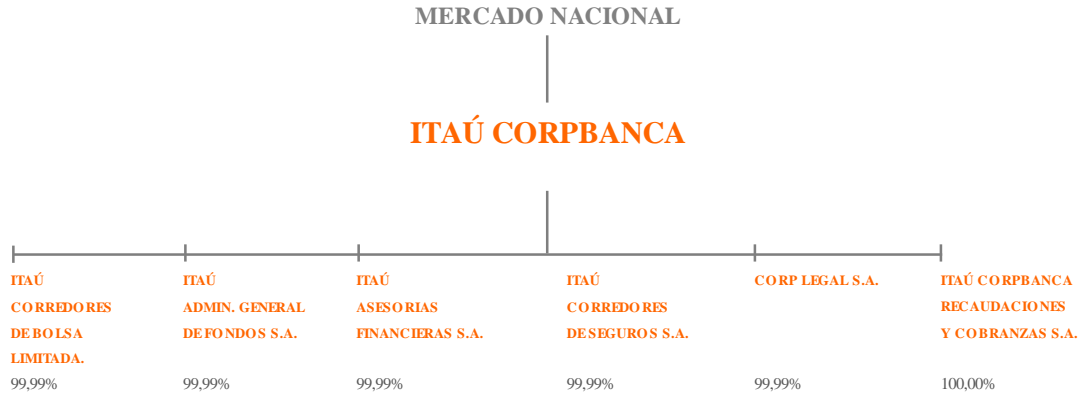 MERCADO NACIONAL
ITAÚ CORPBANCA
ITAÚ
CORREDORES
DE BOLSA
LIMITADA.
99,99%
ITAÚ
ADMIN. GENERAL
DE FONDOS S.A.
99,99%
ITAÚ
ASESORIAS
FINANCIERAS S.A.
99,99%
ITAÚ
CORREDORES
DE SEGUROS S.A.
99,99%
CORP LEGAL S.A.
99,99%
ITAÚ CORPBANCA
RECAUDACIONES
Y COBRANZAS S.A.
100,00%